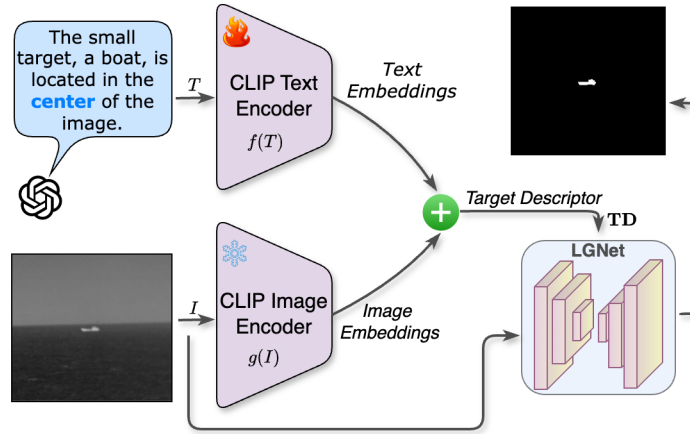 The small
target, a boat, is
located in the
center of the
image.
T
CLIP Text
Encoder
f(T)
Text
Embeddings
Target Descriptor
TD
LGNet
I
CLIP Image
Encoder
g(I)
Image
Embeddings